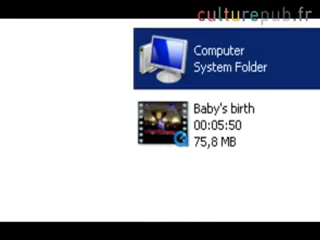 culturepub.fr
Computer
System Folder
Baby's birth
00:05:50
75,8 MB